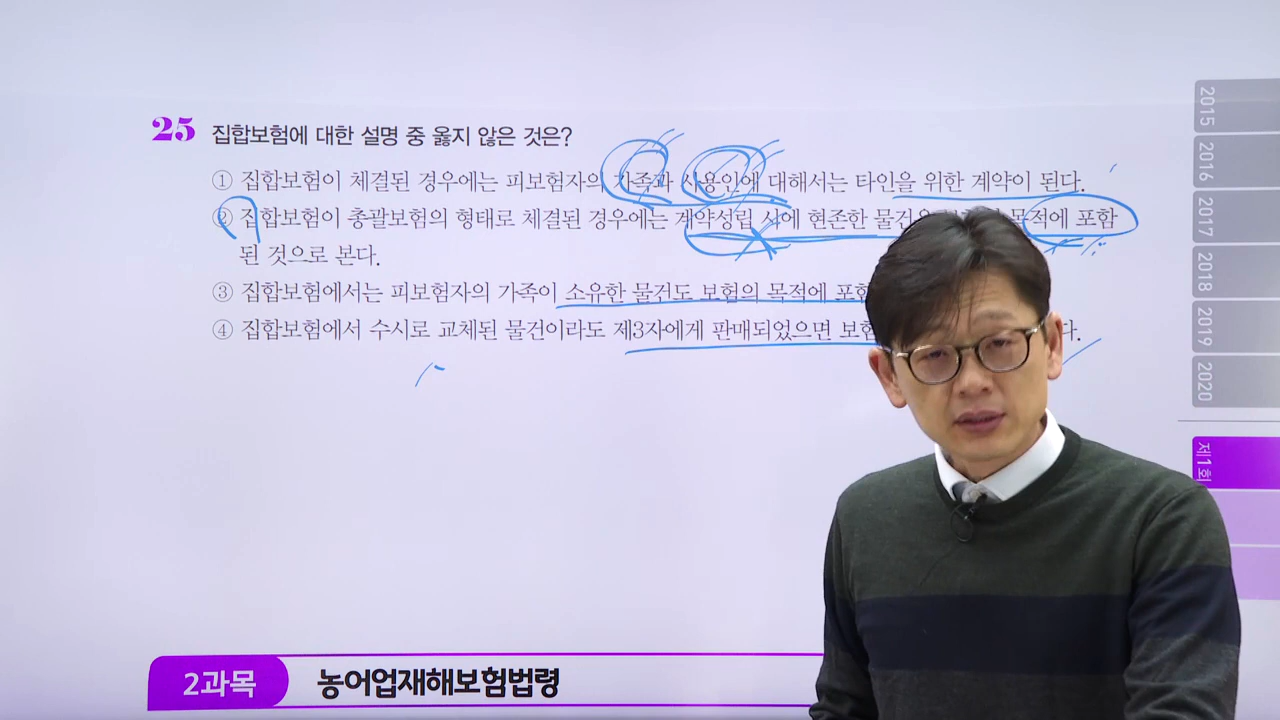 25 집합보험에 대한 설명 중 옳지 않은 것은?
① 집합보험이 체결된 경우에는 피보험자의 가족과 사용인에 대해서는 타인을 위한 계약이 된다.
② 집합보험이 총괄보험의 형태로 체결된 경우에는 계약성립 시에 현존한 물건 목적에 포함
된 것으로 본다.
③ 집합보험에서는 피보험자의 가족이 소유한 물건도 보험의 목적에 포함
④ 집합보험에서 수시로 교체된 물건이라도 제3자에게 판매되었으면 보험 다.
2과목 농어업재해보험법령
2015
2016
2017
2018
2019
2020
제1회